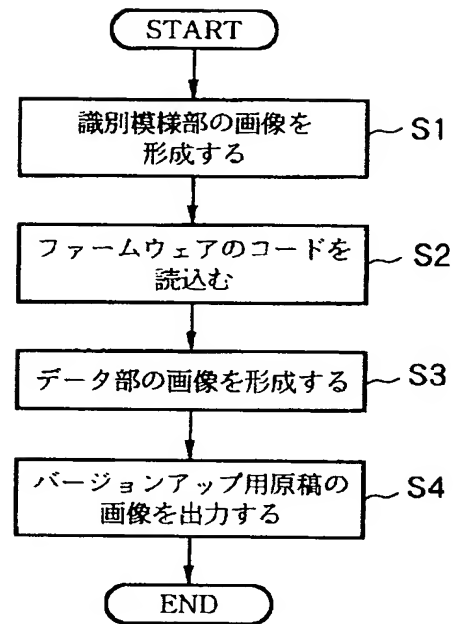 START
識別模様部の画像を
形成する
S1
ファームウェアのコードを
読込む
S2
データ部の画像を形成する
S3
バージョンアップ用原稿の
画像を出力する
S4
END